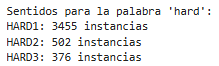 Sentidos para la palabra 'hard':
HARD1: 3455 instancias
HARD2: 502 instancias
HARD3: 376 instancias